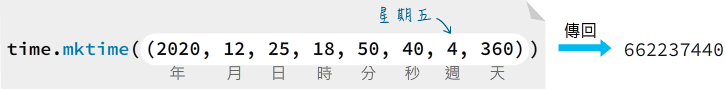 星期五
time.mktime((2020, 12, 25, 18, 50, 40, 4, 360)) 傳回 662237440
年 月 日 時 分 秒 週 天